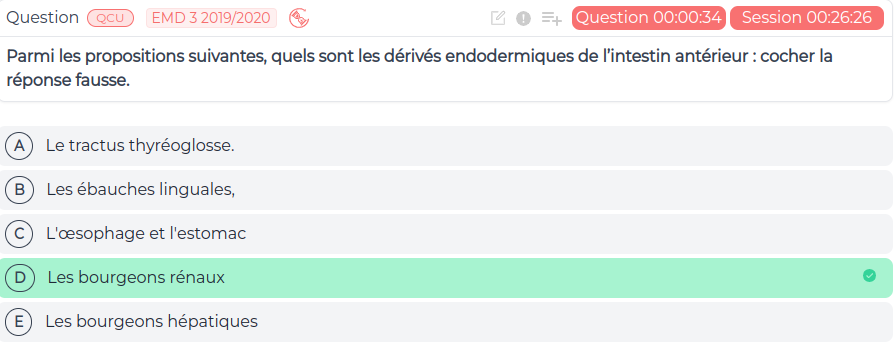 Question QCU EMD 3 2019/2020 Question 00:00:34 Session 00:26:26
Parmi les propositions suivantes, quels sont les dérivés endodermiques de l'intestin antérieur : cocher la
réponse fausse.
A Le tractus thyréoglosse.
B Les ébauches linguales,
C L'œsophage et l'estomac
D Les bourgeons rénaux
E Les bourgeons hépatiques